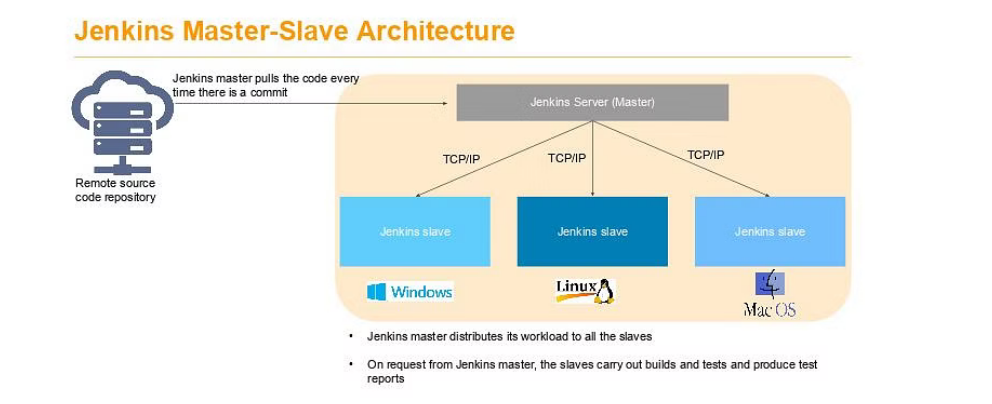 Jenkins Master-Slave Architecture
Jenkins master pulls the code every
time there is a commit
Jenkins Server (Master)
TCP/IP
TCP/IP
TCP/IP
Remote source
code repository
Jenkins slave
Jenkins slave
Jenkins slave
Windows
Linux
Mac OS
• Jenkins master distributes its workload to all the slaves
• On request from Jenkins master, the slaves carry out builds and tests and produce test
reports